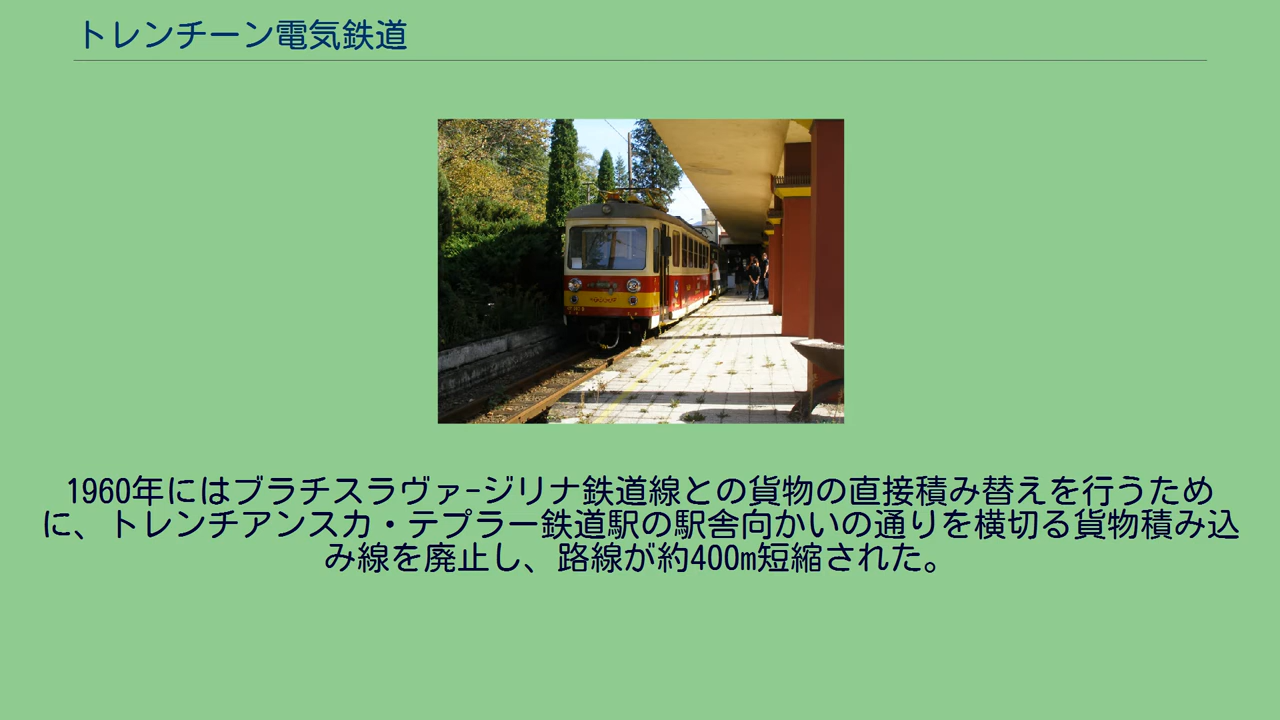 トレンチーン電気鉄道
1960年にはブラチスラヴァ-ジリナ鉄道線との貨物の直接積み替えを行うため
に、トレンチアンスカ・テプラー鉄道駅の駅舎向かいの通りを横切る貨物積み込
み線を廃止し、路線が約400m短縮された。